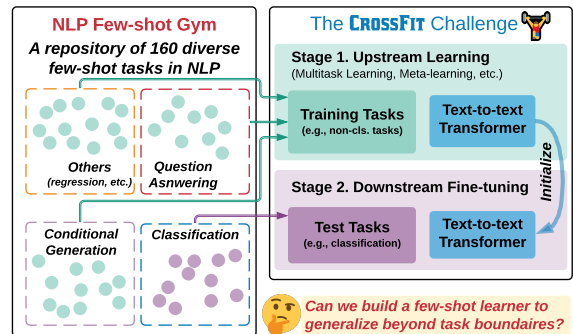 NLP Few-shot Gym
A repository of 160 diverse
few-shot tasks in NLP
Others
(regression, etc.)
Question
Asnwering
Conditional
Generation
Classification
The CROSSFIT Challenge
Stage 1. Upstream Learning
(Multitask Learning, Meta-learning, etc.)
Training Tasks
(e.g., non-cls. tasks)
Text-to-text
Transformer
Initialize
Stage 2. Downstream Fine-tuning
Test Tasks
(e.g., classification)
Text-to-text
Transformer
Can we build a few-shot learner to
generalize beyond task boundaires?